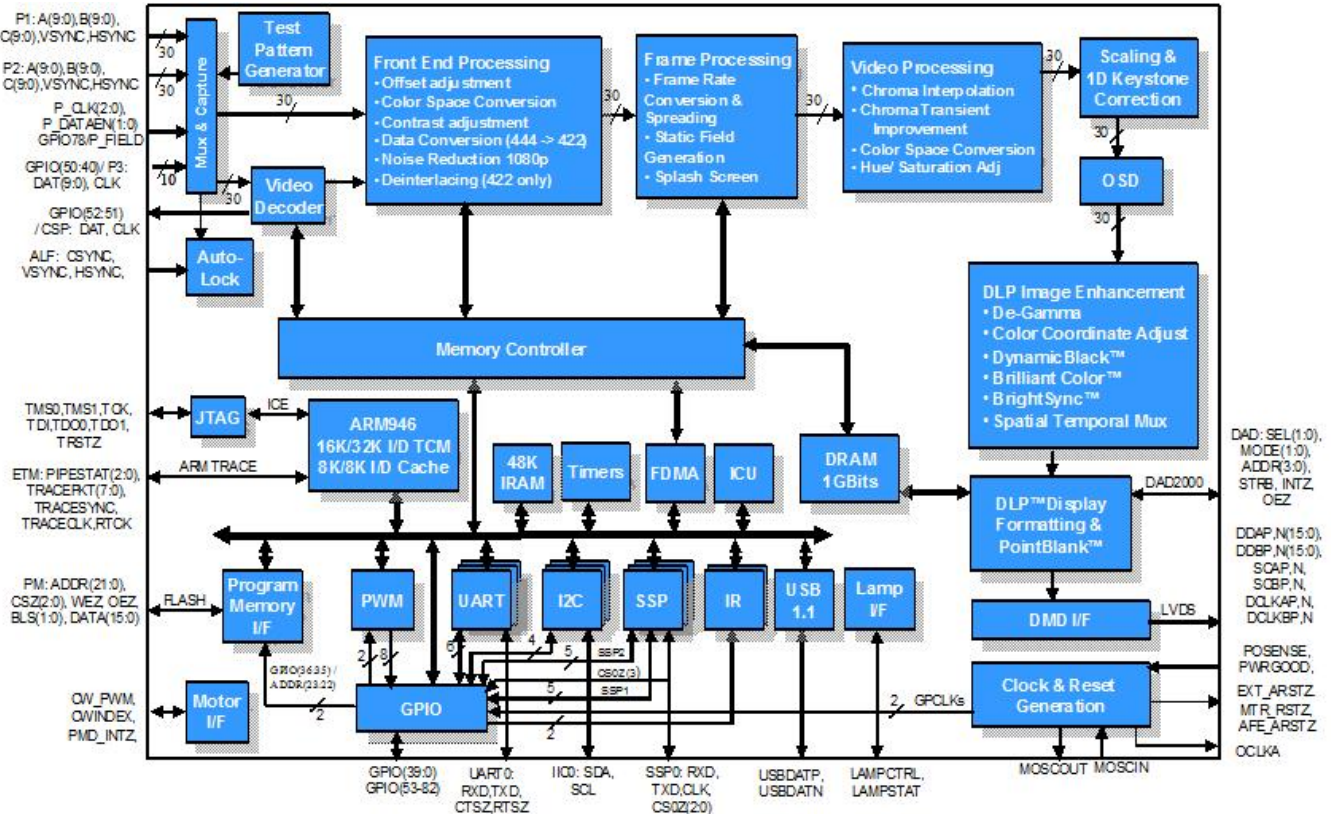 P1: A(9:0),B(9:0),
C(9:0),VSYNC,HSYNC
30
P2: A(9:0),B(9:0),
C(9:0),VSYNC,HSYNC
30
P_CLK(2:0),
P_DATAEN(1:0)
GPIO78/P_FIELD
GPIO(50:40)/ P3:
DAT(9:0), CLK
10
GPIO(52:51)
/CSP: DAT, CLK
ALF: CSYNC,
VSYNC, HSYNC,
Mux & Capture
Test
Pattern
Generator
30
30
Video
Decoder
Auto-
Lock
Front End Processing
• Offset adjustment
• Color Space Conversion
• Contrast adjustment
• Data Conversion (444 -> 422)
• Noise Reduction 1080p
• Deinterlacing (422 only)
30
Frame Processing
• Frame Rate
Conversion &
Spreading
• Static Field
Generation
• Splash Screen
30
Video Processing
• Chroma Interpolation
• Chroma Transient
Improvement
• Color Space Conversion
• Hue/ Saturation Adj
30
Scaling &
1D Keystone
Correction
30
OSD
30
DLP Image Enhancement
• De-Gamma
• Color Coordinate Adjust
• DynamicBlack™
• Brilliant Color™
• BrightSync™
• Spatial Temporal Mux
Memory Controller
TMS0,TMS1,TCK,
TDI,TDO0,TDO1,
TRSTZ
JTAG
ICE
ARM946
16K/32K I/D TCM
8K/8K I/D Cache
ETM: PIPESTAT(2:0),
TRACEPKT(7:0),
TRACESYNC,
TRACECLK,RTCK
ARM TRACE
48K
IRAM
Timers
FDMA
ICU
DRAM
1GBits
DLP™Display
Formatting &
PointBlank™
DAD2000
DAD: SEL(1:0),
MODE(1:0),
ADDR(3:0),
STRB, INTZ,
OEZ
DDAP,N(15:0),
DDBP,N(15:0),
SCAP,N,
SCBP,N,
DCLKAP,N
DCLKBP,N
PM: ADDR(21:0),
CSZ(2:0), WEZ, OEZ,
BLS(1:0), DATA(15:0)
FLASH
Program
Memory
I/F
PWM
UART
I2C
SSP
IR
USB
1.1
Lamp
I/F
DMD I/F
LVDS
2
8
6
4
5
SSP2
CS0Z(3)
5
SSP1
2
GPIO(36:35) /
ADDR(23:22)
2
GPIO
CW_PWM,
CWINDEX,
PMD_INTZ,
Motor
I/F
2
GPCLKs
Clock & Reset
Generation
POSENSE,
PWRGOOD,
EXT_ARSTZ
MTR_RSTZ,
AFE_ARSTZ
OCLKA
MOSCOUT
MOSCIN
GPIO(39:0)
GPIO(53-82)
UART0:
RXD,TXD,
CTSZ,RTSZ
IIC0: SDA,
SCL
SSP0: RXD,
TXD,CLK,
CS0Z(2:0)
USBDATP,
USBDATN
LAMPCTRL,
LAMPSTAT